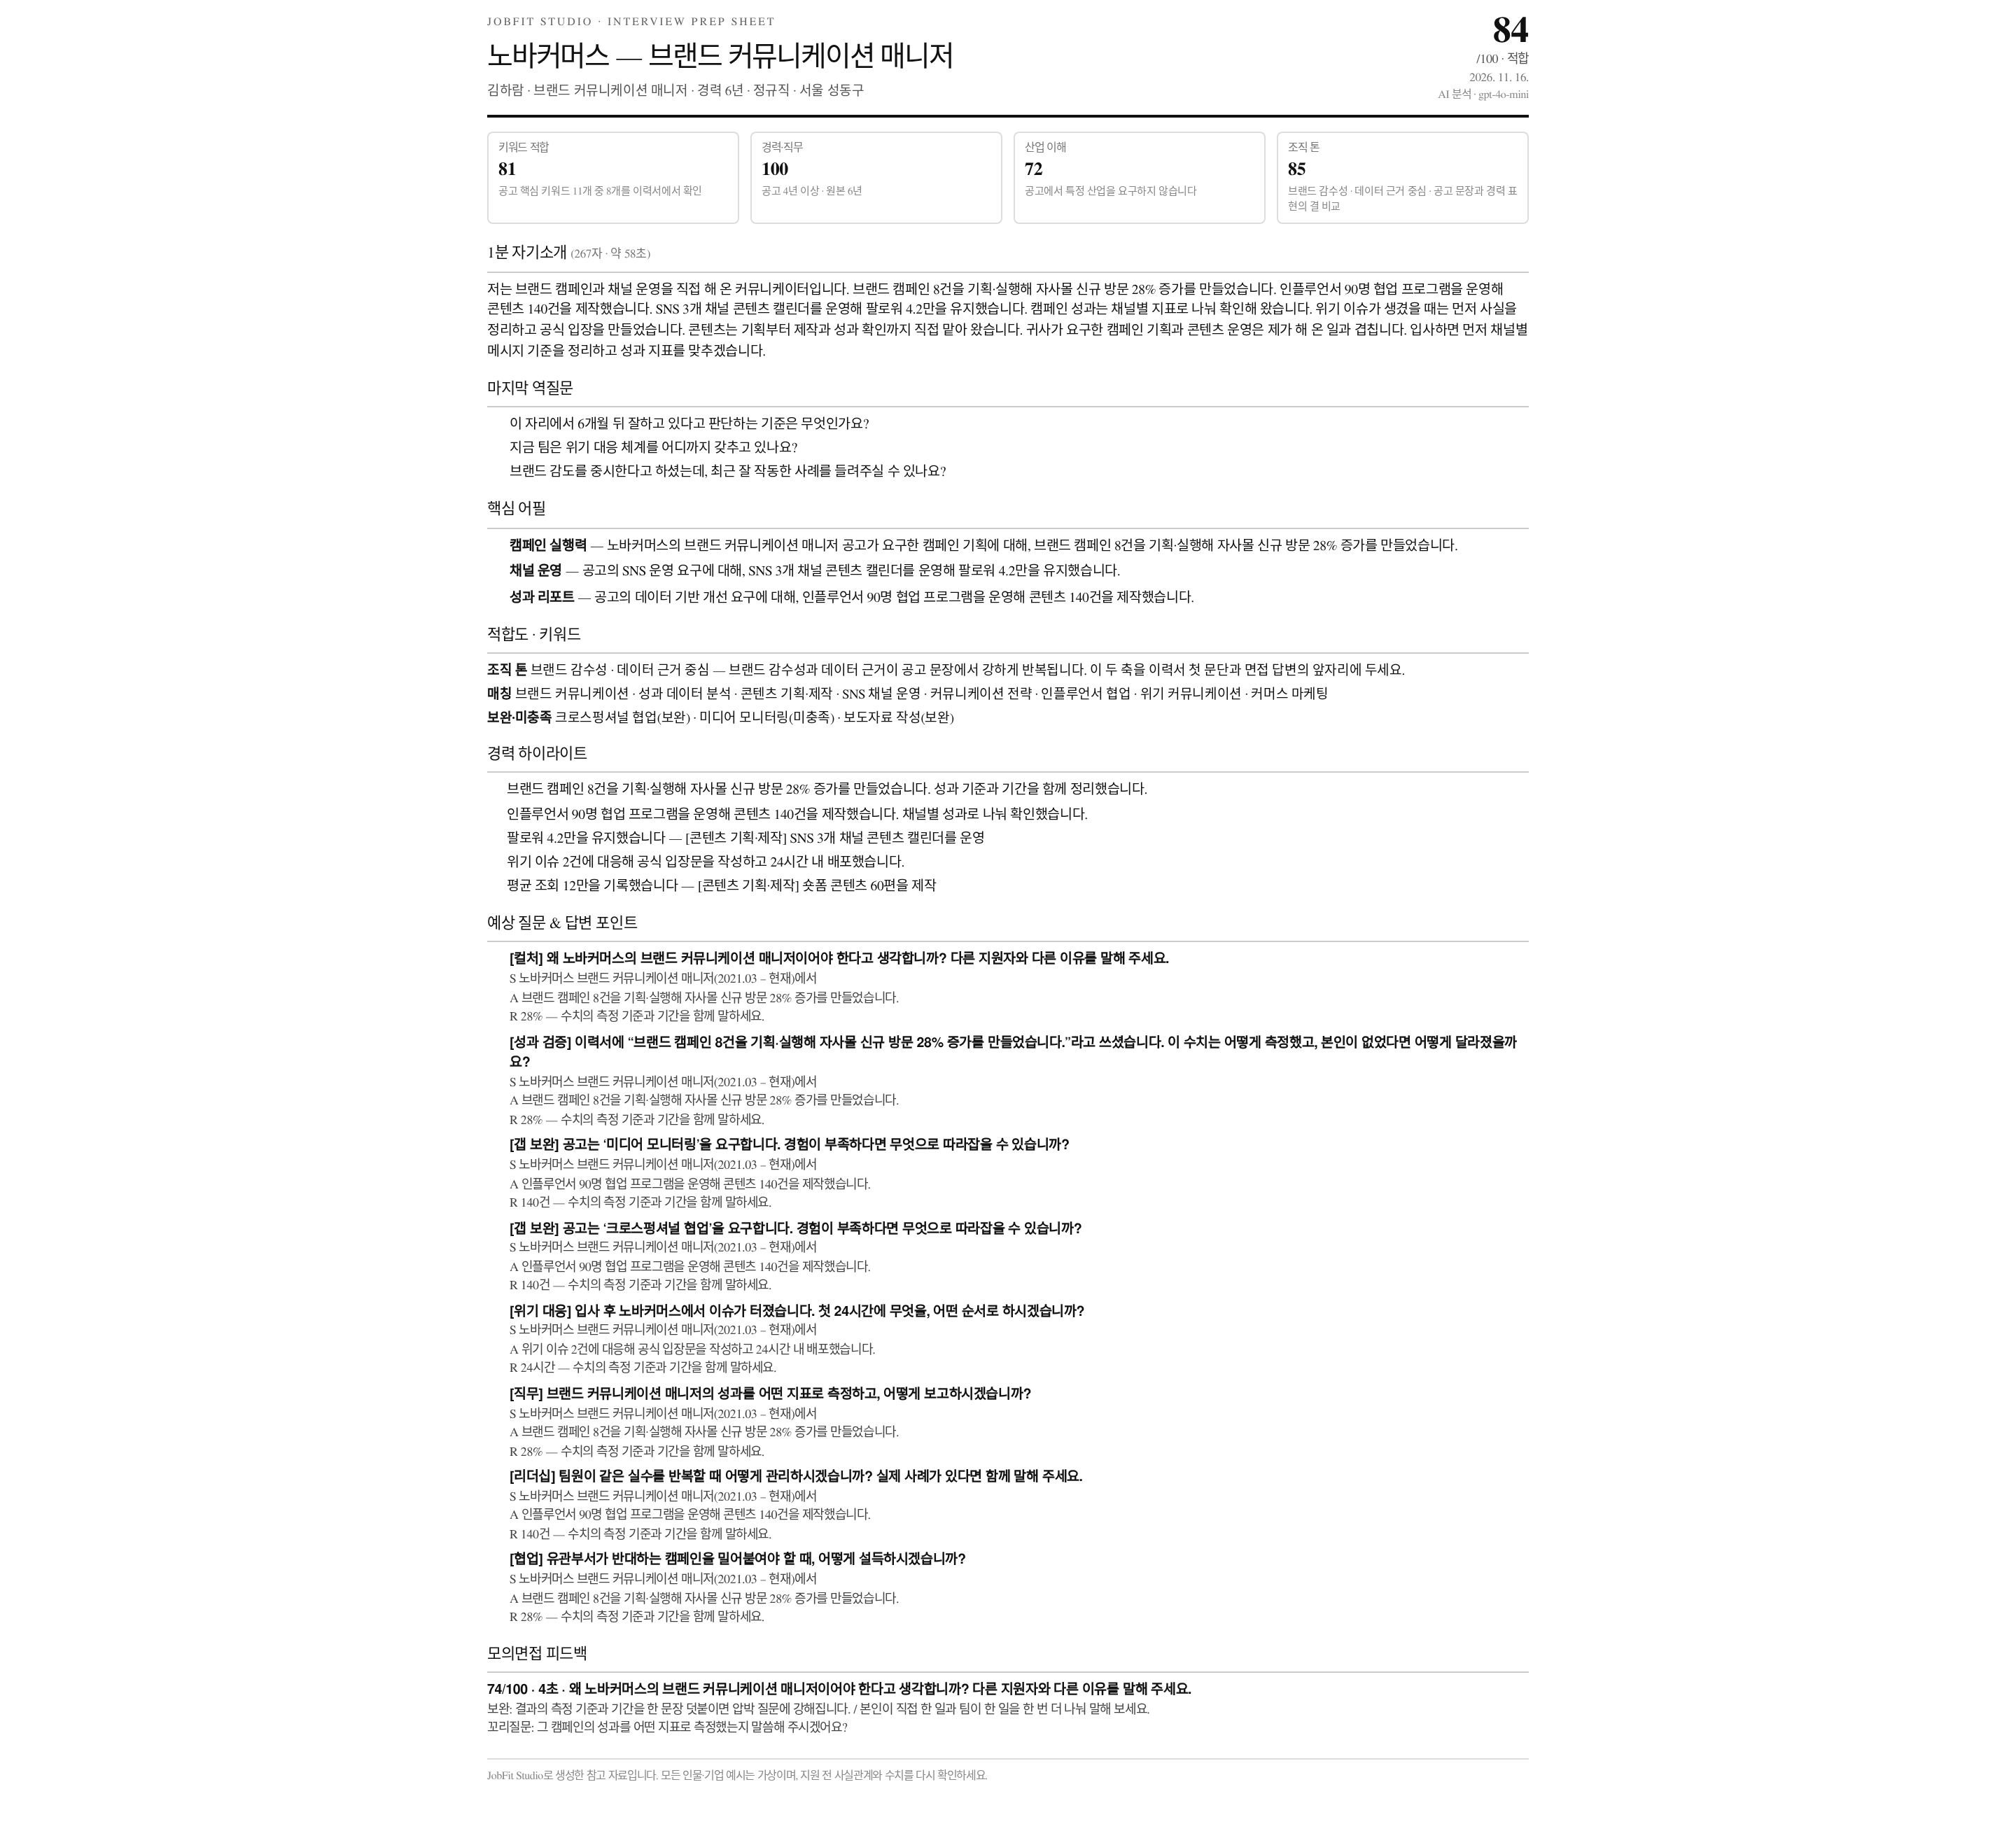 JOBFIT STUDIO · INTERVIEW PREP SHEET
노바커머스 — 브랜드 커뮤니케이션 매니저
김하람 · 브랜드 커뮤니케이션 매니저 · 경력 6년 · 정규직 · 서울 성동구
84
/100 · 적합
2026. 11. 16.
AI 분석 · gpt-4o-mini
키워드 적합
81
공고 핵심 키워드 11개 중 8개를 이력서에서 확인
경력·직무
100
공고 4년 이상 · 원본 6년
산업 이해
72
공고에서 특정 산업을 요구하지 않습니다
조직 톤
85
브랜드 감수성 · 데이터 근거 중심 · 공고 문장과 경력 표
현의 결 비교
1분 자기소개 (267자 · 약 58초)
저는 브랜드 캠페인과 채널 운영을 직접 해 온 커뮤니케이터입니다. 브랜드 캠페인 8건을 기획·실행해 자사몰 신규 방문 28% 증가를 만들었습니다. 인플루언서 90명 협업 프로그램을 운영해
콘텐츠 140건을 제작했습니다. SNS 3개 채널 콘텐츠 캘린더를 운영해 팔로워 4.2만을 유지했습니다. 캠페인 성과는 채널별 지표로 나눠 확인해 왔습니다. 위기 이슈가 생겼을 때는 먼저 사실을
정리하고 공식 입장을 만들었습니다. 콘텐츠는 기획부터 제작과 성과 확인까지 직접 맡아 왔습니다. 귀사가 요구한 캠페인 기획과 콘텐츠 운영은 제가 해 온 일과 겹칩니다. 입사하면 먼저 채널별
메시지 기준을 정리하고 성과 지표를 맞추겠습니다.
마지막 역질문
이 자리에서 6개월 뒤 잘하고 있다고 판단하는 기준은 무엇인가요?
지금 팀은 위기 대응 체계를 어디까지 갖추고 있나요?
브랜드 감도를 중시한다고 하셨는데, 최근 잘 작동한 사례를 들려주실 수 있나요?
핵심 어필
캠페인 실행력 — 노바커머스의 브랜드 커뮤니케이션 매니저 공고가 요구한 캠페인 기획에 대해, 브랜드 캠페인 8건을 기획·실행해 자사몰 신규 방문 28% 증가를 만들었습니다.
채널 운영 — 공고의 SNS 운영 요구에 대해, SNS 3개 채널 콘텐츠 캘린더를 운영해 팔로워 4.2만을 유지했습니다.
성과 리포트 — 공고의 데이터 기반 개선 요구에 대해, 인플루언서 90명 협업 프로그램을 운영해 콘텐츠 140건을 제작했습니다.
적합도 · 키워드
조직 톤 브랜드 감수성 · 데이터 근거 중심 — 브랜드 감수성과 데이터 근거이 공고 문장에서 강하게 반복됩니다. 이 두 축을 이력서 첫 문단과 면접 답변의 앞자리에 두세요.
매칭 브랜드 커뮤니케이션 · 성과 데이터 분석 · 콘텐츠 기획·제작 · SNS 채널 운영 · 커뮤니케이션 전략 · 인플루언서 협업 · 위기 커뮤니케이션 · 커머스 마케팅
보완·미충족 크로스펑셔널 협업(보완) · 미디어 모니터링(미충족) · 보도자료 작성(보완)
경력 하이라이트
브랜드 캠페인 8건을 기획·실행해 자사몰 신규 방문 28% 증가를 만들었습니다. 성과 기준과 기간을 함께 정리했습니다.
인플루언서 90명 협업 프로그램을 운영해 콘텐츠 140건을 제작했습니다. 채널별 성과로 나눠 확인했습니다.
팔로워 4.2만을 유지했습니다 — [콘텐츠 기획·제작] SNS 3개 채널 콘텐츠 캘린더를 운영
위기 이슈 2건에 대응해 공식 입장문을 작성하고 24시간 내 배포했습니다.
평균 조회 12만을 기록했습니다 — [콘텐츠 기획·제작] 숏폼 콘텐츠 60편을 제작
예상 질문 & 답변 포인트
[컬처] 왜 노바커머스의 브랜드 커뮤니케이션 매니저이어야 한다고 생각합니까? 다른 지원자와 다른 이유를 말해 주세요.
S 노바커머스 브랜드 커뮤니케이션 매니저(2021.03 – 현재)에서
A 브랜드 캠페인 8건을 기획·실행해 자사몰 신규 방문 28% 증가를 만들었습니다.
R 28% — 수치의 측정 기준과 기간을 함께 말하세요.
[성과 검증] 이력서에 “브랜드 캠페인 8건을 기획·실행해 자사몰 신규 방문 28% 증가를 만들었습니다.”라고 쓰셨습니다. 이 수치는 어떻게 측정했고, 본인이 없었다면 어떻게 달라졌을까
요?
S 노바커머스 브랜드 커뮤니케이션 매니저(2021.03 – 현재)에서
A 브랜드 캠페인 8건을 기획·실행해 자사몰 신규 방문 28% 증가를 만들었습니다.
R 28% — 수치의 측정 기준과 기간을 함께 말하세요.
[갭 보완] 공고는 ‘미디어 모니터링’을 요구합니다. 경험이 부족하다면 무엇으로 따라잡을 수 있습니까?
S 노바커머스 브랜드 커뮤니케이션 매니저(2021.03 – 현재)에서
A 인플루언서 90명 협업 프로그램을 운영해 콘텐츠 140건을 제작했습니다.
R 140건 — 수치의 측정 기준과 기간을 함께 말하세요.
[갭 보완] 공고는 ‘크로스펑셔널 협업’을 요구합니다. 경험이 부족하다면 무엇으로 따라잡을 수 있습니까?
S 노바커머스 브랜드 커뮤니케이션 매니저(2021.03 – 현재)에서
A 인플루언서 90명 협업 프로그램을 운영해 콘텐츠 140건을 제작했습니다.
R 140건 — 수치의 측정 기준과 기간을 함께 말하세요.
[위기 대응] 입사 후 노바커머스에서 이슈가 터졌습니다. 첫 24시간에 무엇을, 어떤 순서로 하시겠습니까?
S 노바커머스 브랜드 커뮤니케이션 매니저(2021.03 – 현재)에서
A 위기 이슈 2건에 대응해 공식 입장문을 작성하고 24시간 내 배포했습니다.
R 24시간 — 수치의 측정 기준과 기간을 함께 말하세요.
[직무] 브랜드 커뮤니케이션 매니저의 성과를 어떤 지표로 측정하고, 어떻게 보고하시겠습니까?
S 노바커머스 브랜드 커뮤니케이션 매니저(2021.03 – 현재)에서
A 브랜드 캠페인 8건을 기획·실행해 자사몰 신규 방문 28% 증가를 만들었습니다.
R 28% — 수치의 측정 기준과 기간을 함께 말하세요.
[리더십] 팀원이 같은 실수를 반복할 때 어떻게 관리하시겠습니까? 실제 사례가 있다면 함께 말해 주세요.
S 노바커머스 브랜드 커뮤니케이션 매니저(2021.03 – 현재)에서
A 인플루언서 90명 협업 프로그램을 운영해 콘텐츠 140건을 제작했습니다.
R 140건 — 수치의 측정 기준과 기간을 함께 말하세요.
[협업] 유관부서가 반대하는 캠페인을 밀어붙여야 할 때, 어떻게 설득하시겠습니까?
S 노바커머스 브랜드 커뮤니케이션 매니저(2021.03 – 현재)에서
A 브랜드 캠페인 8건을 기획·실행해 자사몰 신규 방문 28% 증가를 만들었습니다.
R 28% — 수치의 측정 기준과 기간을 함께 말하세요.
모의면접 피드백
74/100 · 4초 · 왜 노바커머스의 브랜드 커뮤니케이션 매니저이어야 한다고 생각합니까? 다른 지원자와 다른 이유를 말해 주세요.
보완: 결과의 측정 기준과 기간을 한 문장 덧붙이면 압박 질문에 강해집니다. / 본인이 직접 한 일과 팀이 한 일을 한 번 더 나눠 말해 보세요.
꼬리질문: 그 캠페인의 성과를 어떤 지표로 측정했는지 말씀해 주시겠어요?
JobFit Studio로 생성한 참고 자료입니다. 모든 인물·기업 예시는 가상이며, 지원 전 사실관계와 수치를 다시 확인하세요.